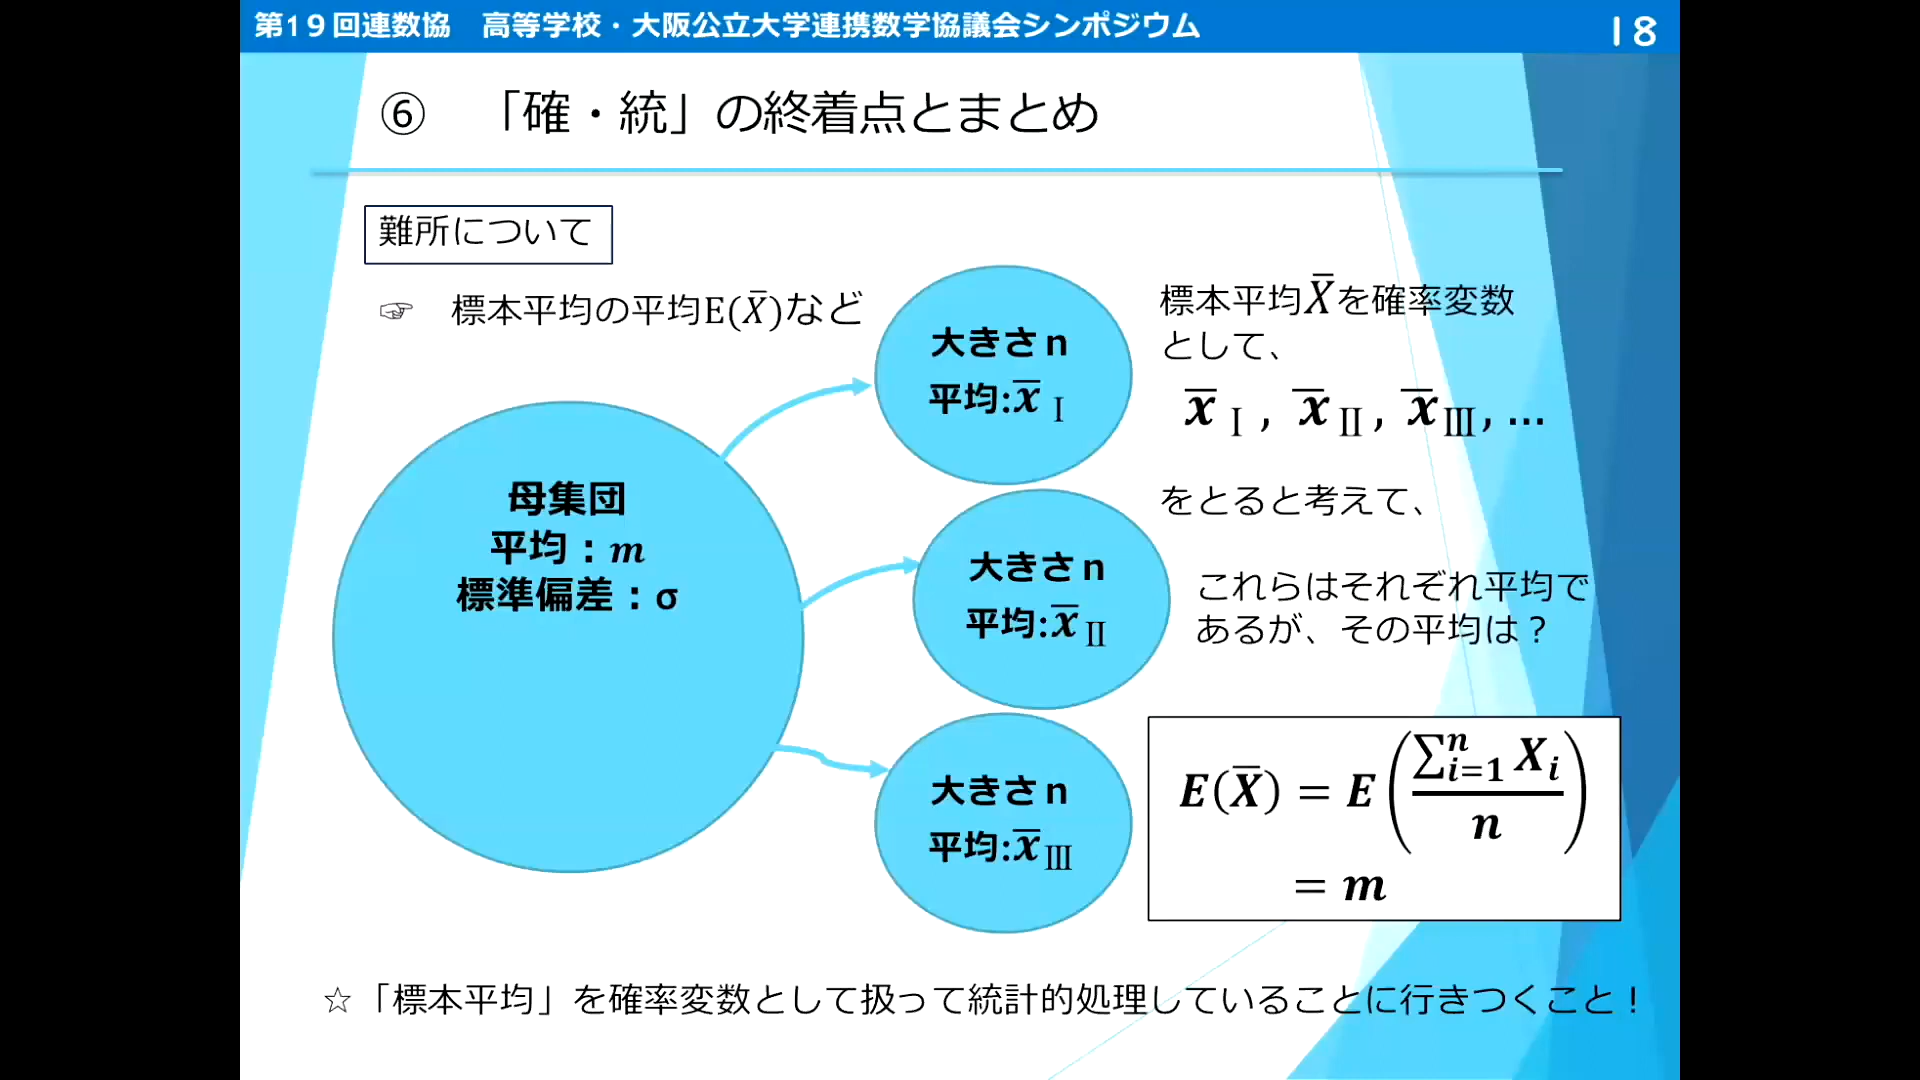 第19回連数協　高等学校・大阪公立大学連携数学協議会シンポジウム
18
⑥　「確・統」の終着点とまとめ
難所について
☞　標本平均の平均E(X̅)など
母集団
平均：m
標準偏差：σ
大きさn
平均:x̅ Ⅰ
大きさn
平均:x̅ Ⅱ
大きさn
平均:x̅ Ⅲ
標本平均X̅を確率変数
として、
x̅ Ⅰ , x̅ Ⅱ , x̅ Ⅲ, …
をとると考えて、
これらはそれぞれ平均で
あるが、その平均は？
E(X̅) = E(∑ⁿᵢ₌₁ Xᵢ / n)
= m
☆「標本平均」を確率変数として扱って統計的処理していることに行きつくこと！